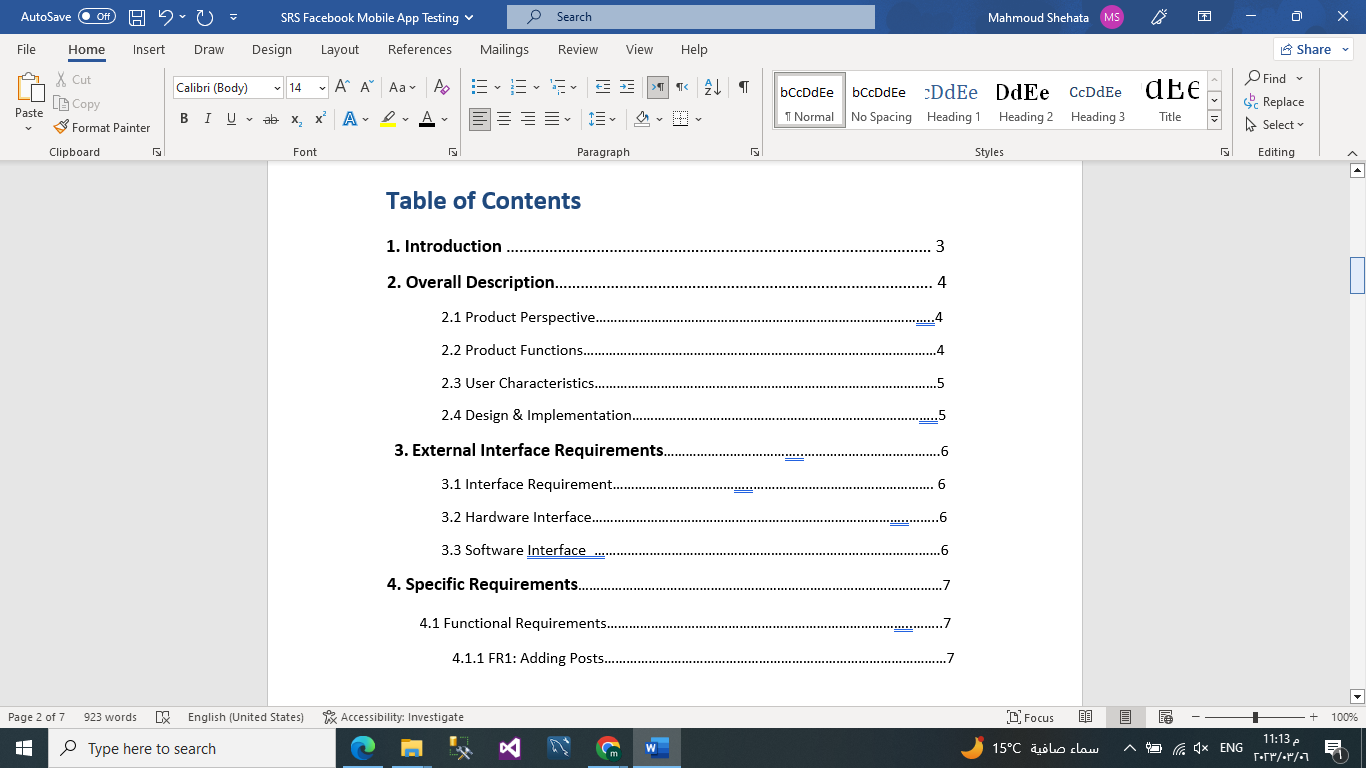 AutoSave Off SRS Facebook Mobile App Testing Search Mahmoud Shehata MS
File Home Insert Draw Design Layout References Mailings Review View Help Share
Paste Cut Copy Format Painter
Calibri (Body) 14 Aa A
B I U ab x₂ x² A A
bCcDdEe bCcDdEe CcDdEe DdEe CcDdEe dEe
¶ Normal No Spacing Heading 1 Heading 2 Heading 3 Title
Find Replace Select
Clipboard Font Paragraph Styles Editing
Table of Contents
1. Introduction ………………………………………………………………………………… 3
2. Overall Description………………………………………………………………………. 4
2.1 Product Perspective………………………………………………………………………..4
2.2 Product Functions……………………………………………………………………………4
2.3 User Characteristics…………………………………………………………………………5
2.4 Design & Implementation…………………………………………………………………..5
3. External Interface Requirements……………………………..…………………………….6
3.1 Interface Requirement……………………………..……………………………………. 6
3.2 Hardware Interface…………………………………………………………………..……..6
3.3 Software Interface ……………………………………………………………………………6
4. Specific Requirements………………………………………………………………………………7
4.1 Functional Requirements………………………………………………………………..……..7
4.1.1 FR1: Adding Posts…………………………………………………………………………7
Page 2 of 7 923 words English (United States) Accessibility: Investigate Focus 100%
Type here to search 15°C سماء صافية ENG 11:13 م
٢٠٢٣/٠٣/٠٦ 1